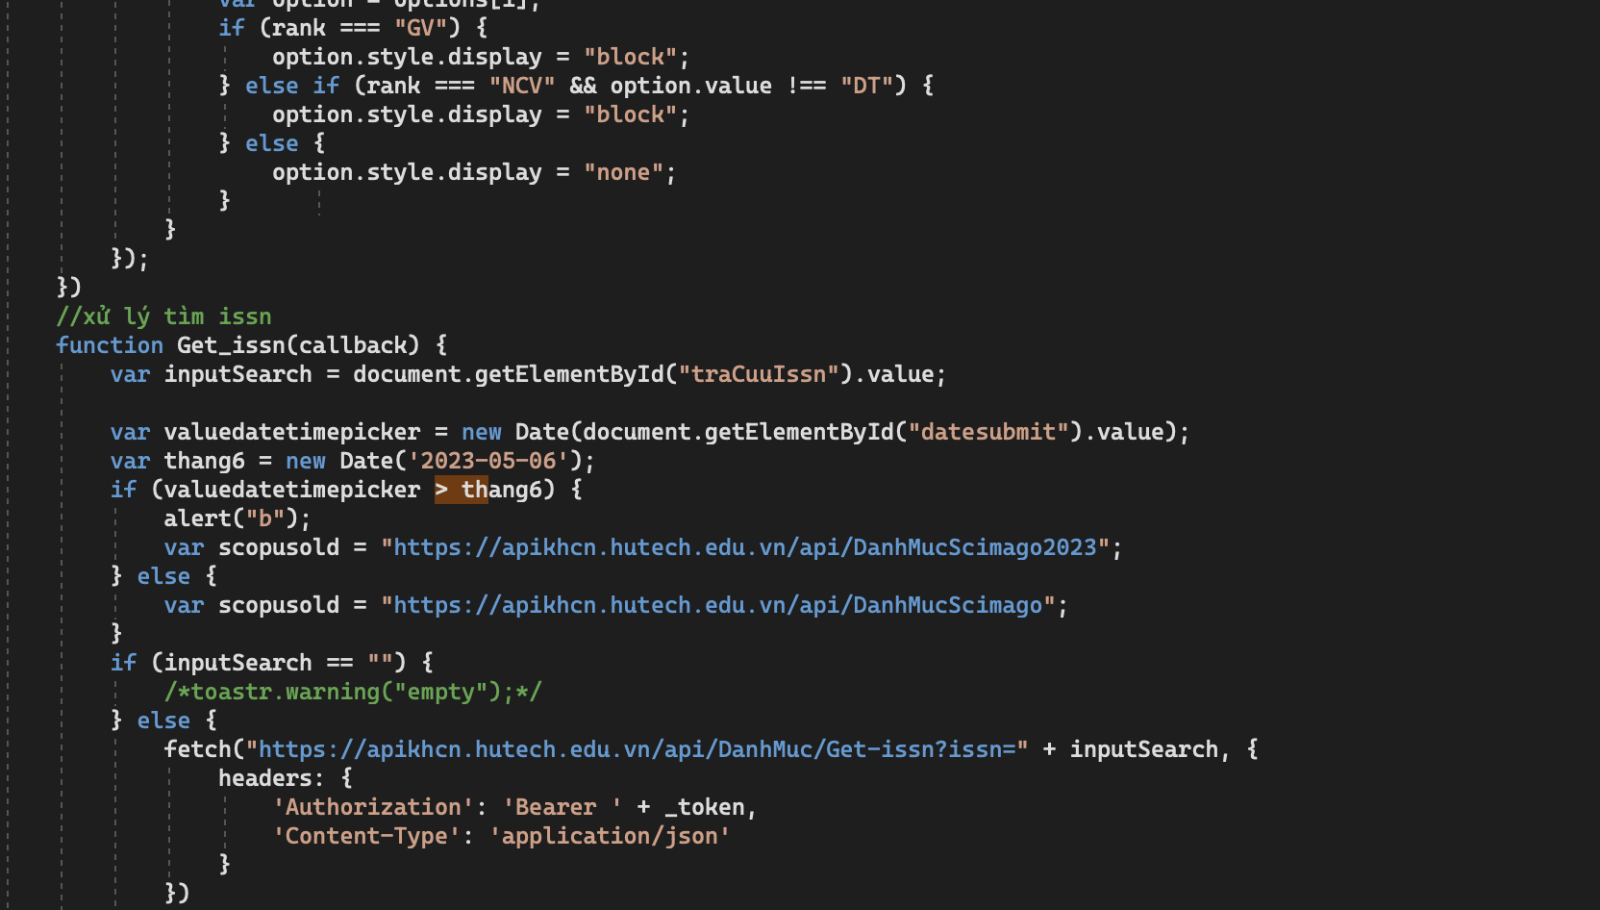 var option = options[i];
if (rank === "GV") {
option.style.display = "block";
} else if (rank === "NCV" && option.value !== "DT") {
option.style.display = "block";
} else {
option.style.display = "none";
}
}
});
})
//xử lý tìm issn
function Get_issn(callback) {
var inputSearch = document.getElementById("traCuuIssn").value;
var valuedatetimepicker = new Date(document.getElementById("datesubmit").value);
var thang6 = new Date('2023-05-06');
if (valuedatetimepicker > thang6) {
alert("b");
var scopusold = "https://apikhcn.hutech.edu.vn/api/DanhMucScimago2023";
} else {
var scopusold = "https://apikhcn.hutech.edu.vn/api/DanhMucScimago";
}
if (inputSearch == "") {
/*toastr.warning("empty");*/
} else {
fetch("https://apikhcn.hutech.edu.vn/api/DanhMuc/Get-issn?issn=" + inputSearch, {
headers: {
'Authorization': 'Bearer ' + _token,
'Content-Type': 'application/json'
}
})